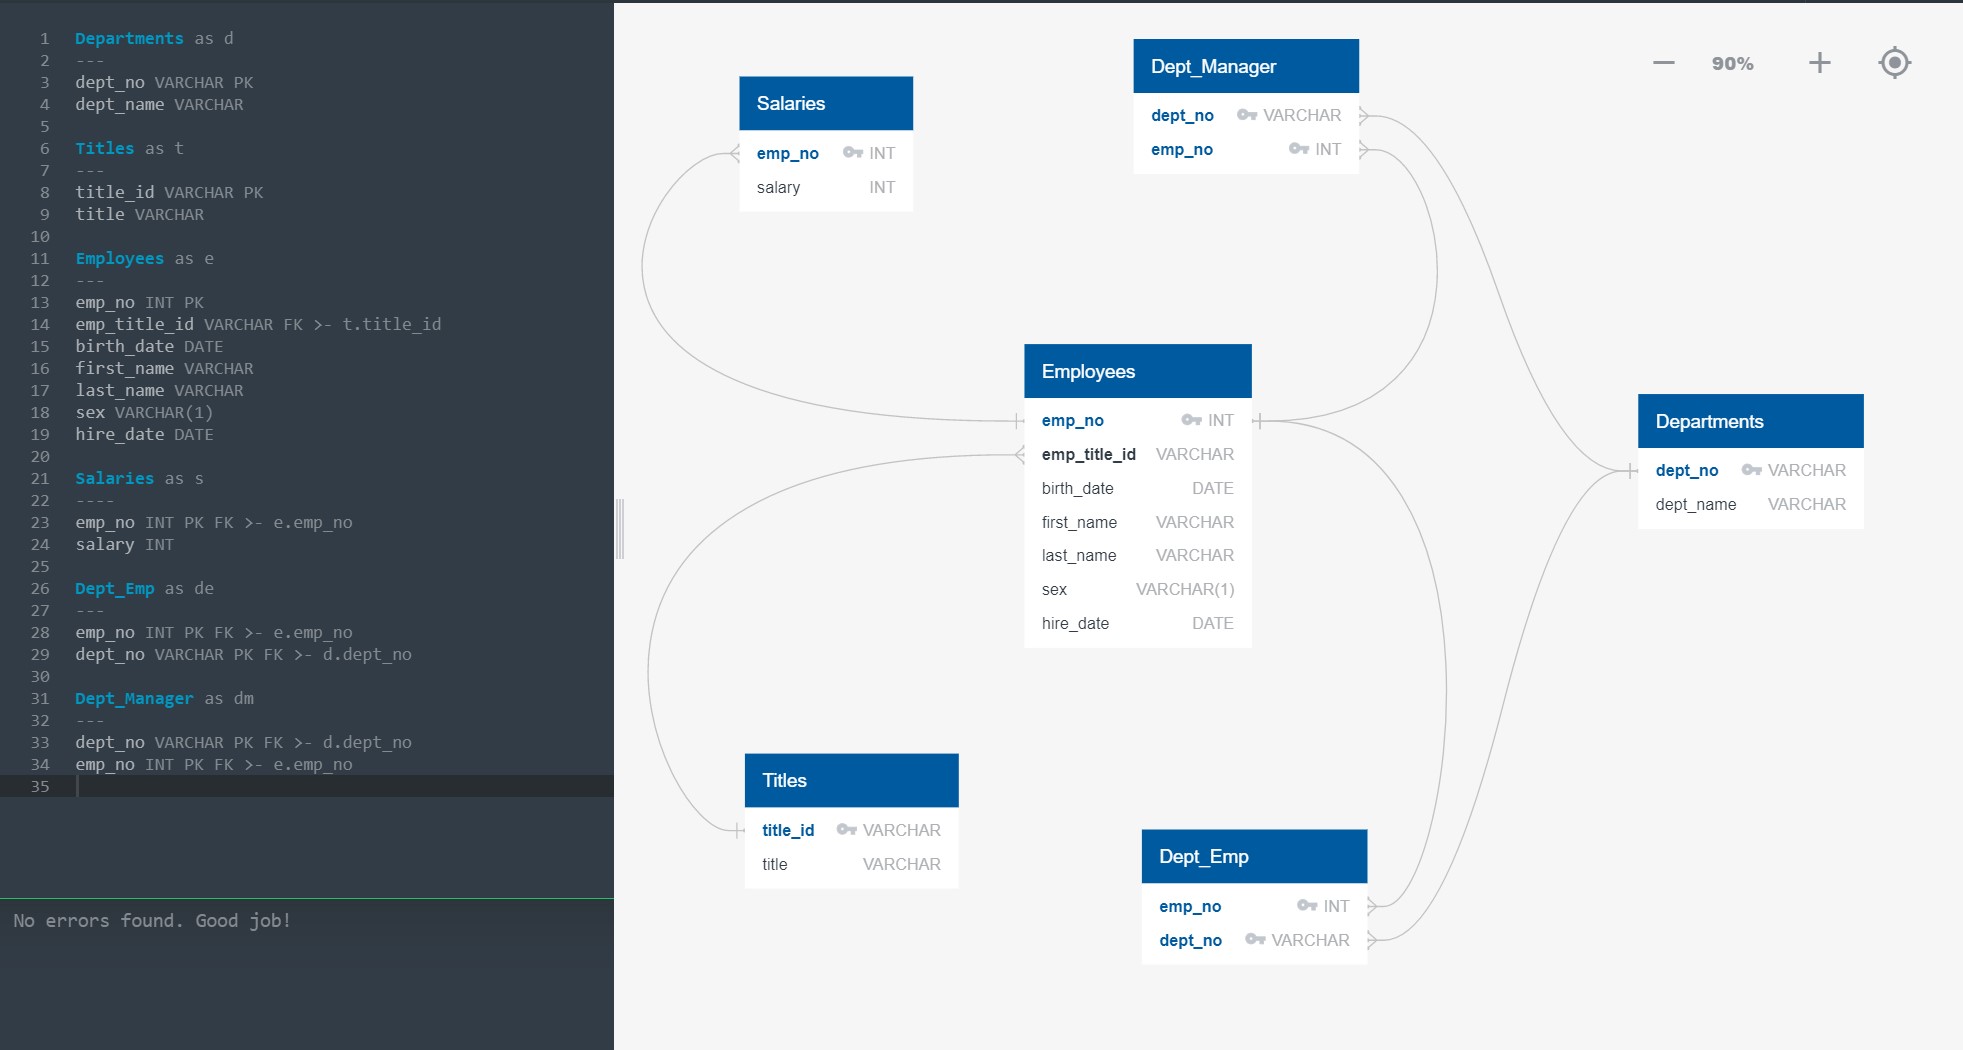 1 Departments as d
2 ---
3 dept_no VARCHAR PK
4 dept_name VARCHAR
5
6 Titles as t
7 ---
8 title_id VARCHAR PK
9 title VARCHAR
10
11 Employees as e
12 ---
13 emp_no INT PK
14 emp_title_id VARCHAR FK >- t.title_id
15 birth_date DATE
16 first_name VARCHAR
17 last_name VARCHAR
18 sex VARCHAR(1)
19 hire_date DATE
20
21 Salaries as s
22 ----
23 emp_no INT PK FK >- e.emp_no
24 salary INT
25
26 Dept_Emp as de
27 ---
28 emp_no INT PK FK >- e.emp_no
29 dept_no VARCHAR PK FK >- d.dept_no
30
31 Dept_Manager as dm
32 ---
33 dept_no VARCHAR PK FK >- d.dept_no
34 emp_no INT PK FK >- e.emp_no
35
No errors found. Good job!
Salaries
emp_no INT
salary INT
Dept_Manager
dept_no VARCHAR
emp_no INT
90%
Employees
emp_no INT
emp_title_id VARCHAR
birth_date DATE
first_name VARCHAR
last_name VARCHAR
sex VARCHAR(1)
hire_date DATE
Departments
dept_no VARCHAR
dept_name VARCHAR
Titles
title_id VARCHAR
title VARCHAR
Dept_Emp
emp_no INT
dept_no VARCHAR